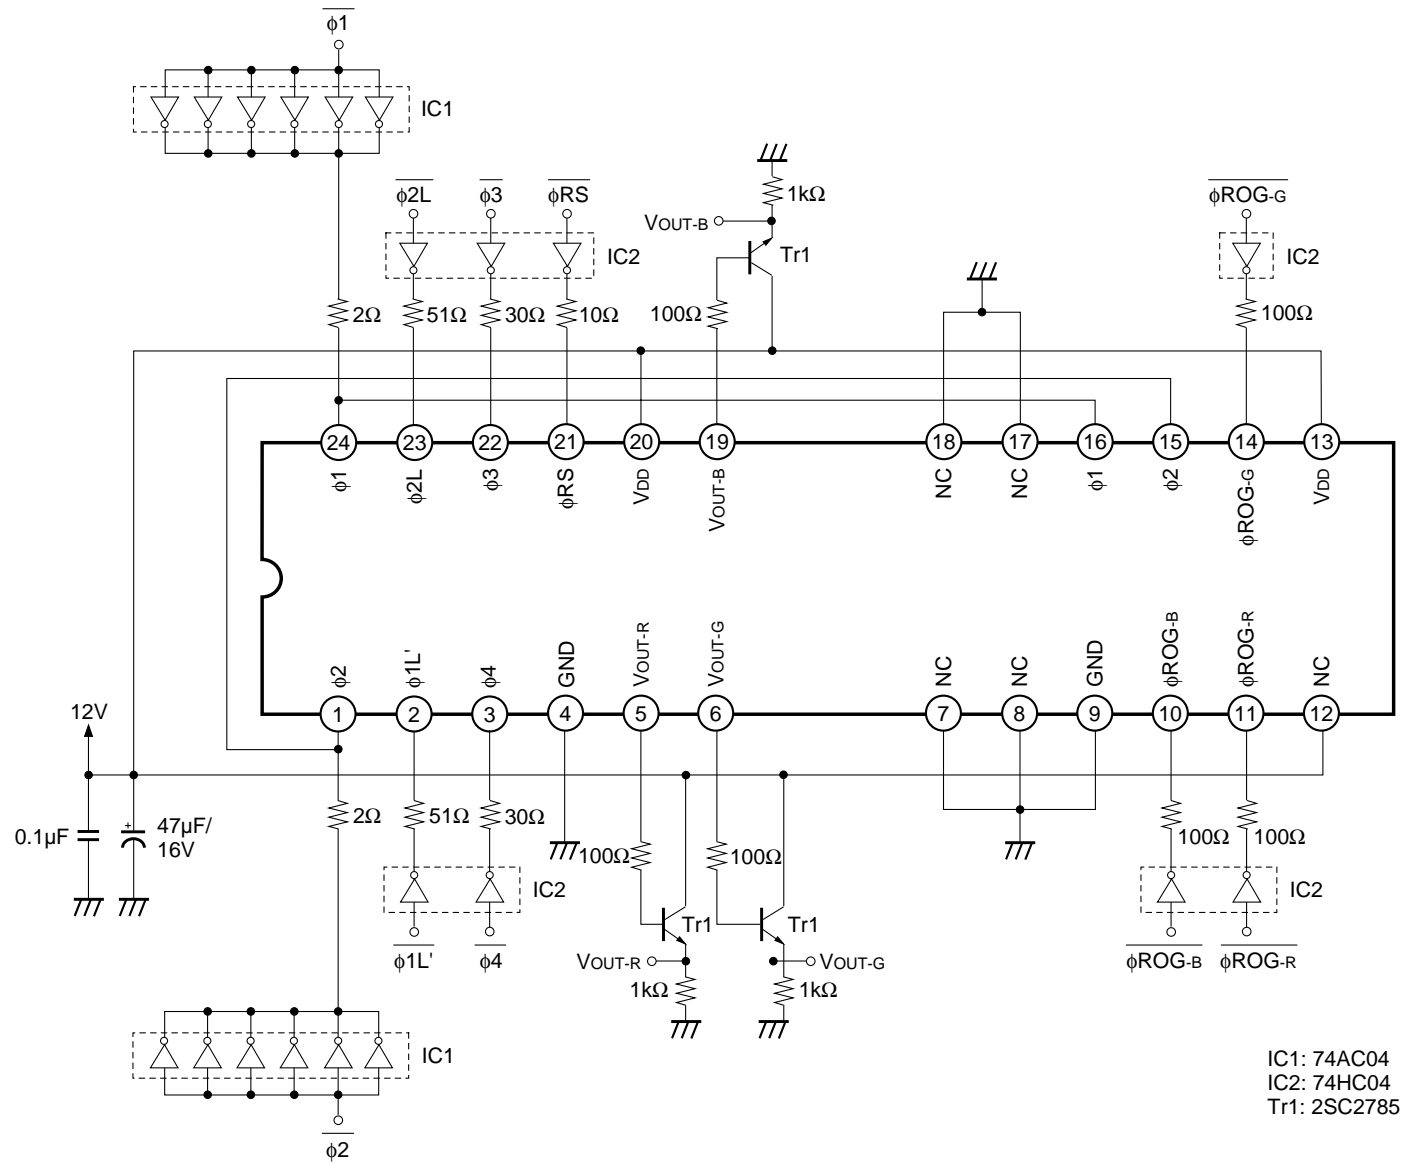 ϕ1
IC1
ϕ2L ϕ3 ϕRS
IC2
1kΩ
VOUT-B
Tr1
ϕROG-G
IC2
2Ω 51Ω 30Ω 10Ω 100Ω 100Ω
24 23 22 21 20 19 18 17 16 15 14 13
ϕ1 ϕ2L ϕ3 ϕRS VDD VOUT-B NC NC ϕ1 ϕ2 ϕROG-G VDD
ϕ2 ϕ1L' ϕ4 GND VOUT-R VOUT-G NC NC GND ϕROG-B ϕROG-R NC
1 2 3 4 5 6 7 8 9 10 11 12
12V
0.1µF
+
47µF/
16V
2Ω 51Ω 30Ω 100Ω 100Ω 100Ω 100Ω
IC2
ϕ1L' ϕ4
Tr1 Tr1
VOUT-R VOUT-G
1kΩ 1kΩ
IC2
ϕROG-B ϕROG-R
IC1
ϕ2
IC1: 74AC04
IC2: 74HC04
Tr1: 2SC2785